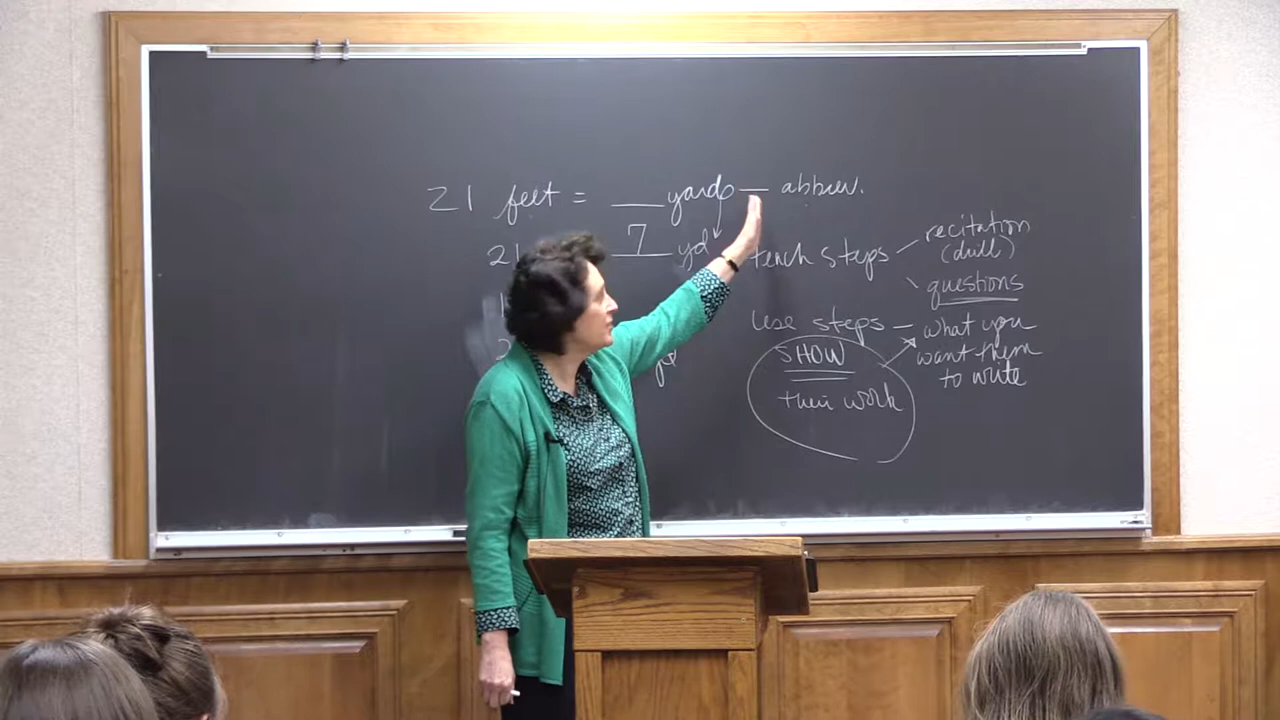 21 feet = ___ yards — abbrev.
21 7 yd
teach steps — recitation
(drill)
questions
use steps — what you
want them
to write
SHOW
their work